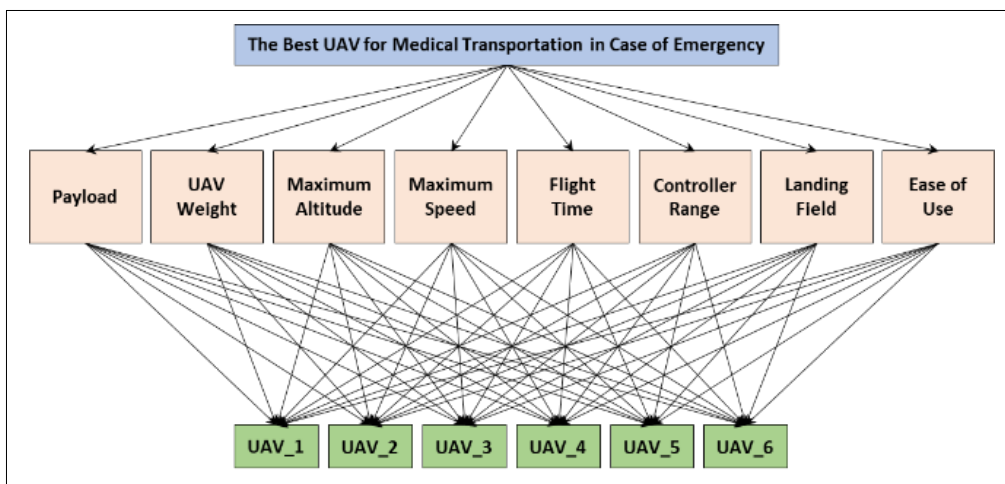 The Best UAV for Medical Transportation in Case of Emergency
Payload
UAV
Weight
Maximum
Altitude
Maximum
Speed
Flight
Time
Controller
Range
Landing
Field
Ease of
Use
UAV_1
UAV_2
UAV_3
UAV_4
UAV_5
UAV_6